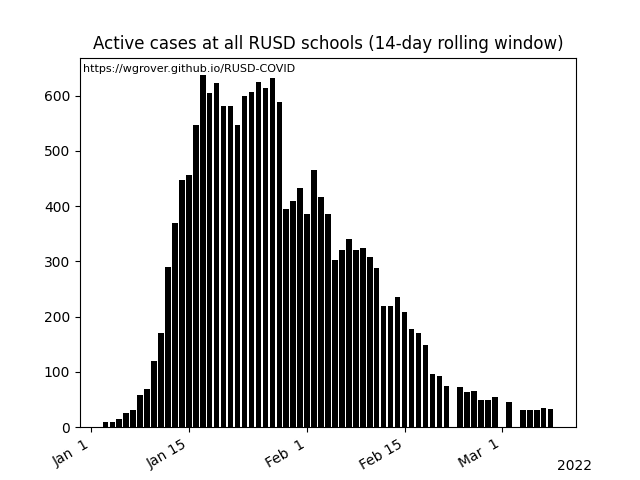 Active cases at all RUSD schools (14-day rolling window)
https://wgrover.github.io/RUSD-COVID
600
500
400
300
200
100
0
Jan 1
Jan 15
Feb 1
Feb 15
Mar 1
2022